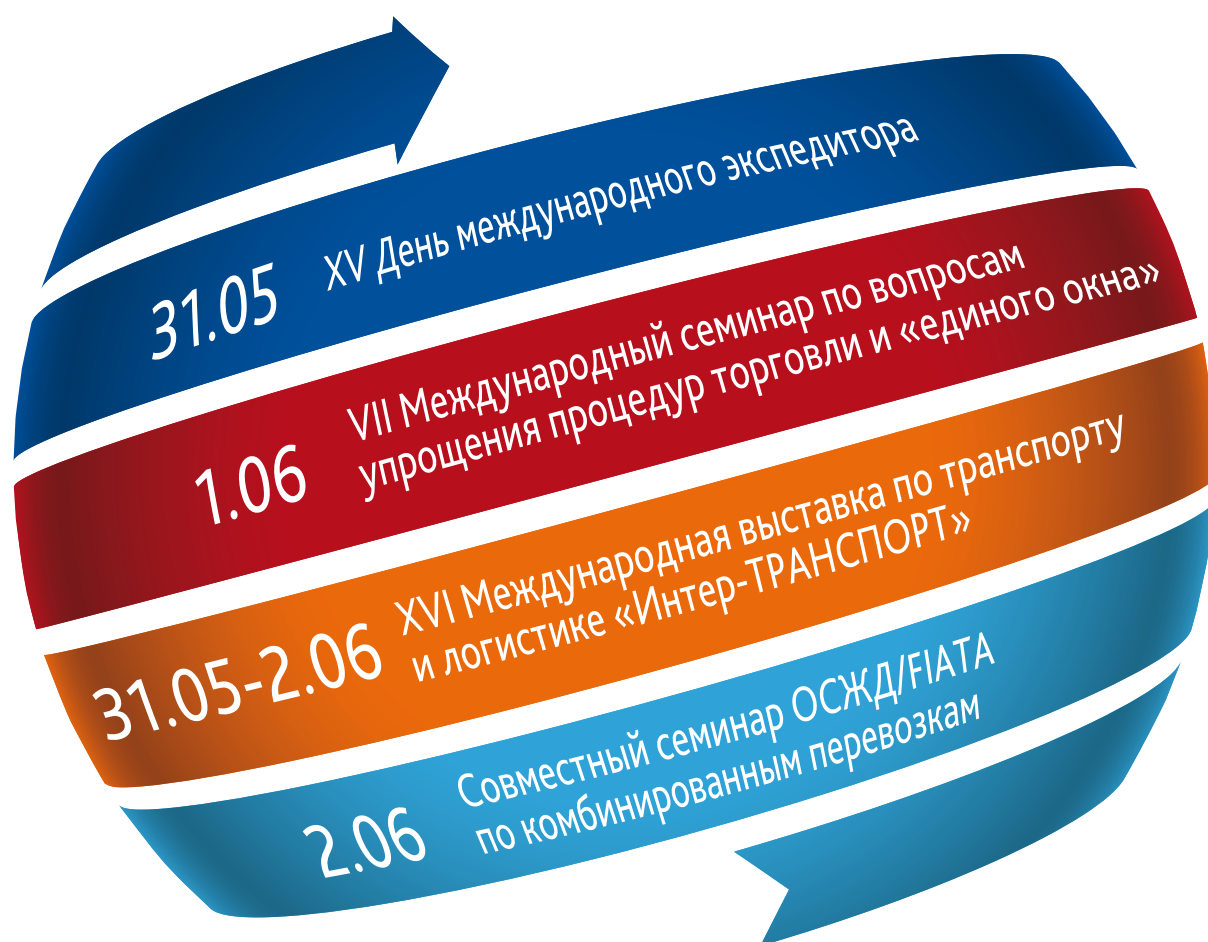 31.05
XV День международного экспедитора
1.06
VII Международный семинар по вопросам
упрощения процедур торговли и «единого окна»
31.05-2.06
XVI Международная выставка по транспорту
и логистике «Интер-ТРАНСПОРТ»
2.06
Совместный семинар ОСЖД/FIATA
по комбинированным перевозкам